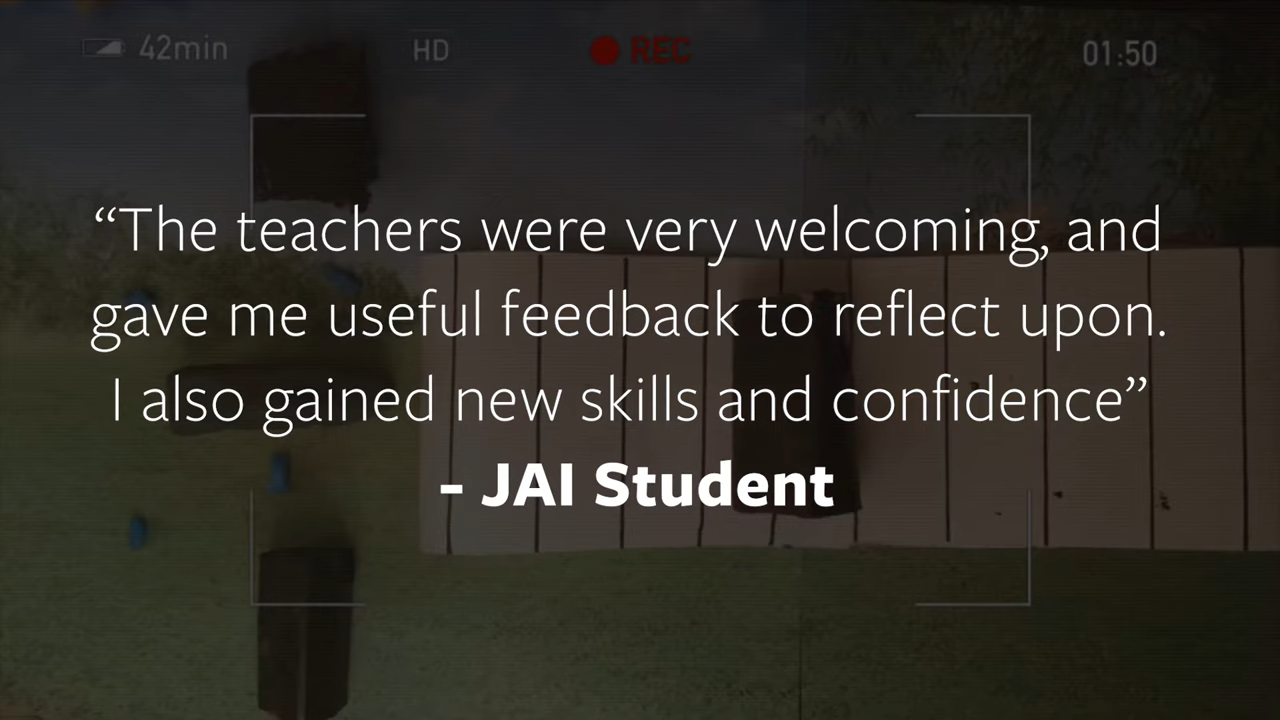 42min HD REC 01:50
“The teachers were very welcoming, and
gave me useful feedback to reflect upon.
I also gained new skills and confidence”
- JAI Student